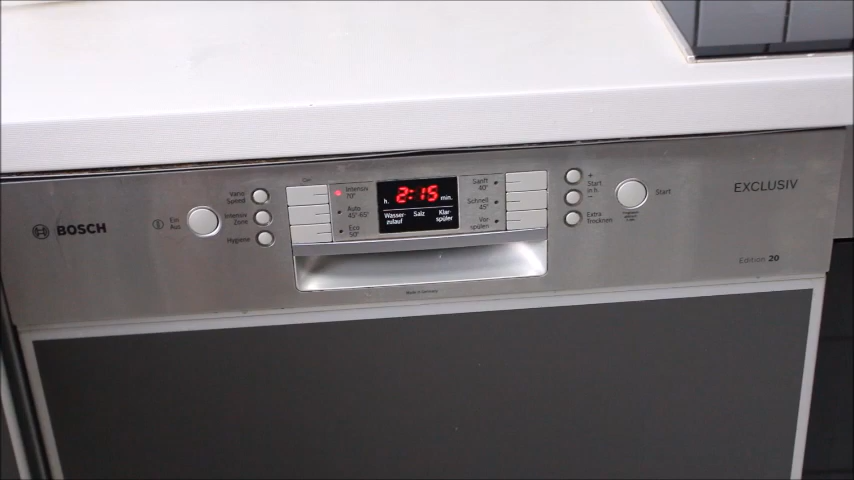 BOSCH
Ein
Aus
Vario
Speed
Intensiv
Zone
Hygiene
Intensiv
70°
Auto
45°-65°
Eco
50°
h. 2:15 min.
Wasser-
zulauf
Salz
Klar-
spüler
Sanft
40°
Schnell
45°
Vor-
spülen
+
Start
in h.
−
Extra
Trocknen
Start
EXCLUSIV
Edition 20
Made in Germany